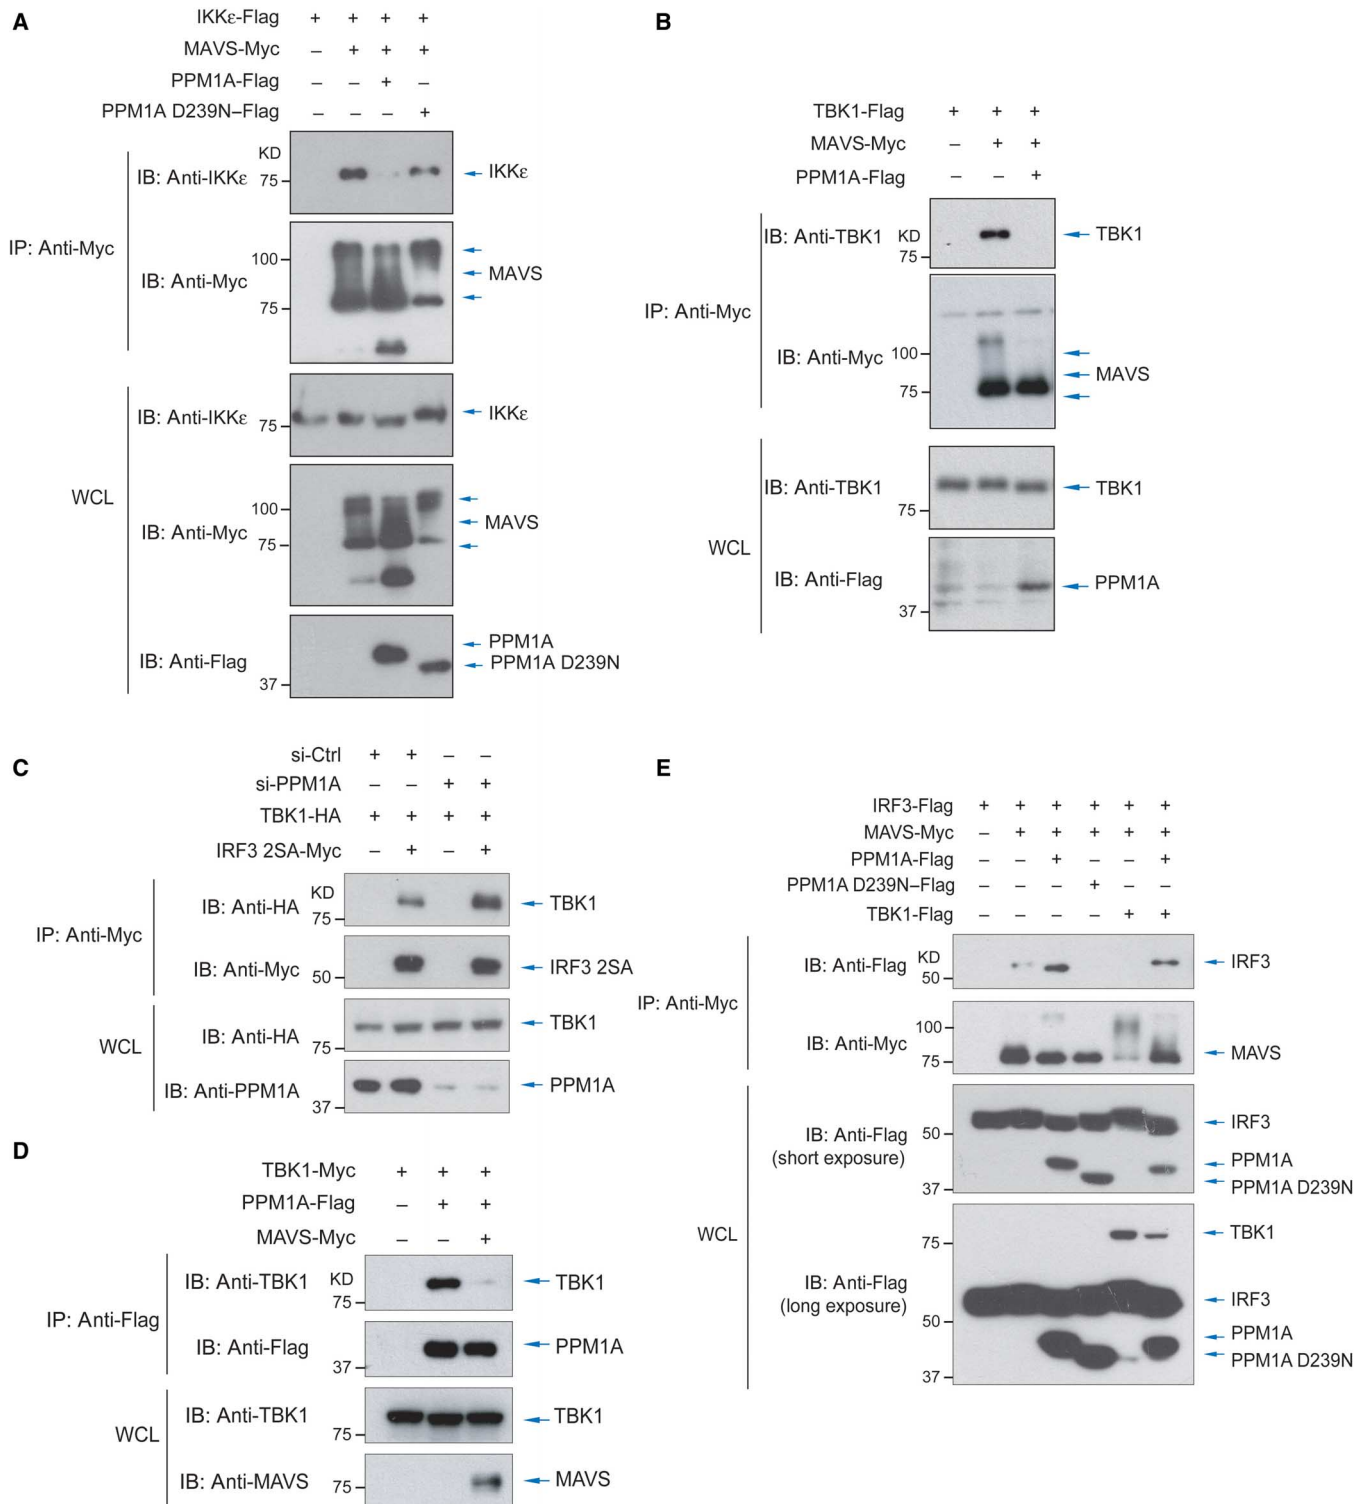 A
IKKε-Flag + + + +
MAVS-Myc – + + +
PPM1A-Flag – – + –
PPM1A D239N–Flag – – – +
KD
IB: Anti-IKKε 75 IKKε
IP: Anti-Myc
100
IB: Anti-Myc MAVS
75
IB: Anti-IKKε 75 IKKε
WCL
100
IB: Anti-Myc MAVS
75
PPM1A
IB: Anti-Flag PPM1A D239N
37
B
TBK1-Flag + + +
MAVS-Myc – + +
PPM1A-Flag – – +
IB: Anti-TBK1 KD TBK1
75
IP: Anti-Myc
IB: Anti-Myc 100
MAVS
75
IB: Anti-TBK1 TBK1
75
WCL
IB: Anti-Flag PPM1A
37
C
si-Ctrl + + – –
si-PPM1A – – + +
TBK1-HA + + + +
IRF3 2SA-Myc – + – +
KD
IB: Anti-HA TBK1
75
IP: Anti-Myc
IB: Anti-Myc IRF3 2SA
50
IB: Anti-HA TBK1
WCL
75
IB: Anti-PPM1A PPM1A
37
D
TBK1-Myc + + +
PPM1A-Flag – + +
MAVS-Myc – – +
IB: Anti-TBK1 KD TBK1
75
IP: Anti-Flag
IB: Anti-Flag PPM1A
37
IB: Anti-TBK1 TBK1
75
WCL
IB: Anti-MAVS 75 MAVS
E
IRF3-Flag + + + + + +
MAVS-Myc – + + + + +
PPM1A-Flag – – + – – +
PPM1A D239N–Flag – – – + – –
TBK1-Flag – – – – + +
IB: Anti-Flag KD IRF3
50
IP: Anti-Myc
100
IB: Anti-Myc MAVS
75
IRF3
IB: Anti-Flag 50
(short exposure) PPM1A
37 PPM1A D239N
TBK1
WCL 75
IB: Anti-Flag
(long exposure) IRF3
50
PPM1A
PPM1A D239N
37